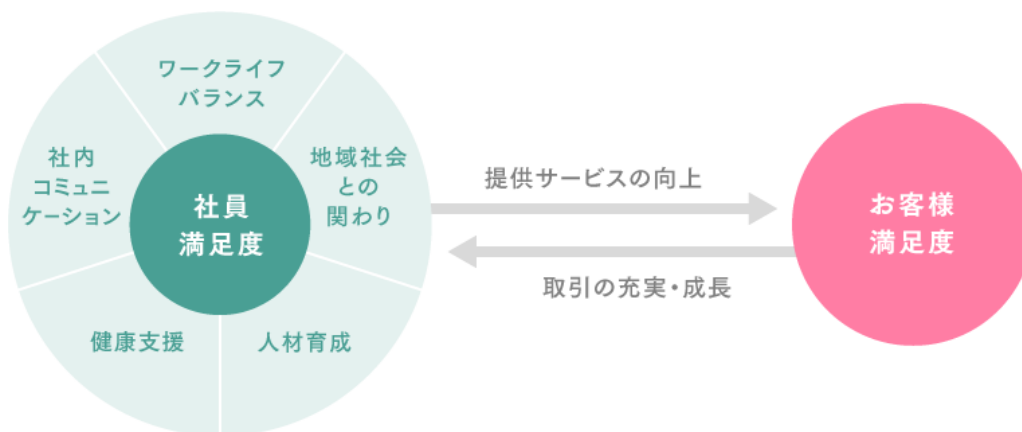 ワークライフ
バランス
社内
コミュニ
ケーション
地域社会
との
関わり
社員
満足度
健康支援
人材育成
提供サービスの向上
取引の充実・成長
お客様
満足度